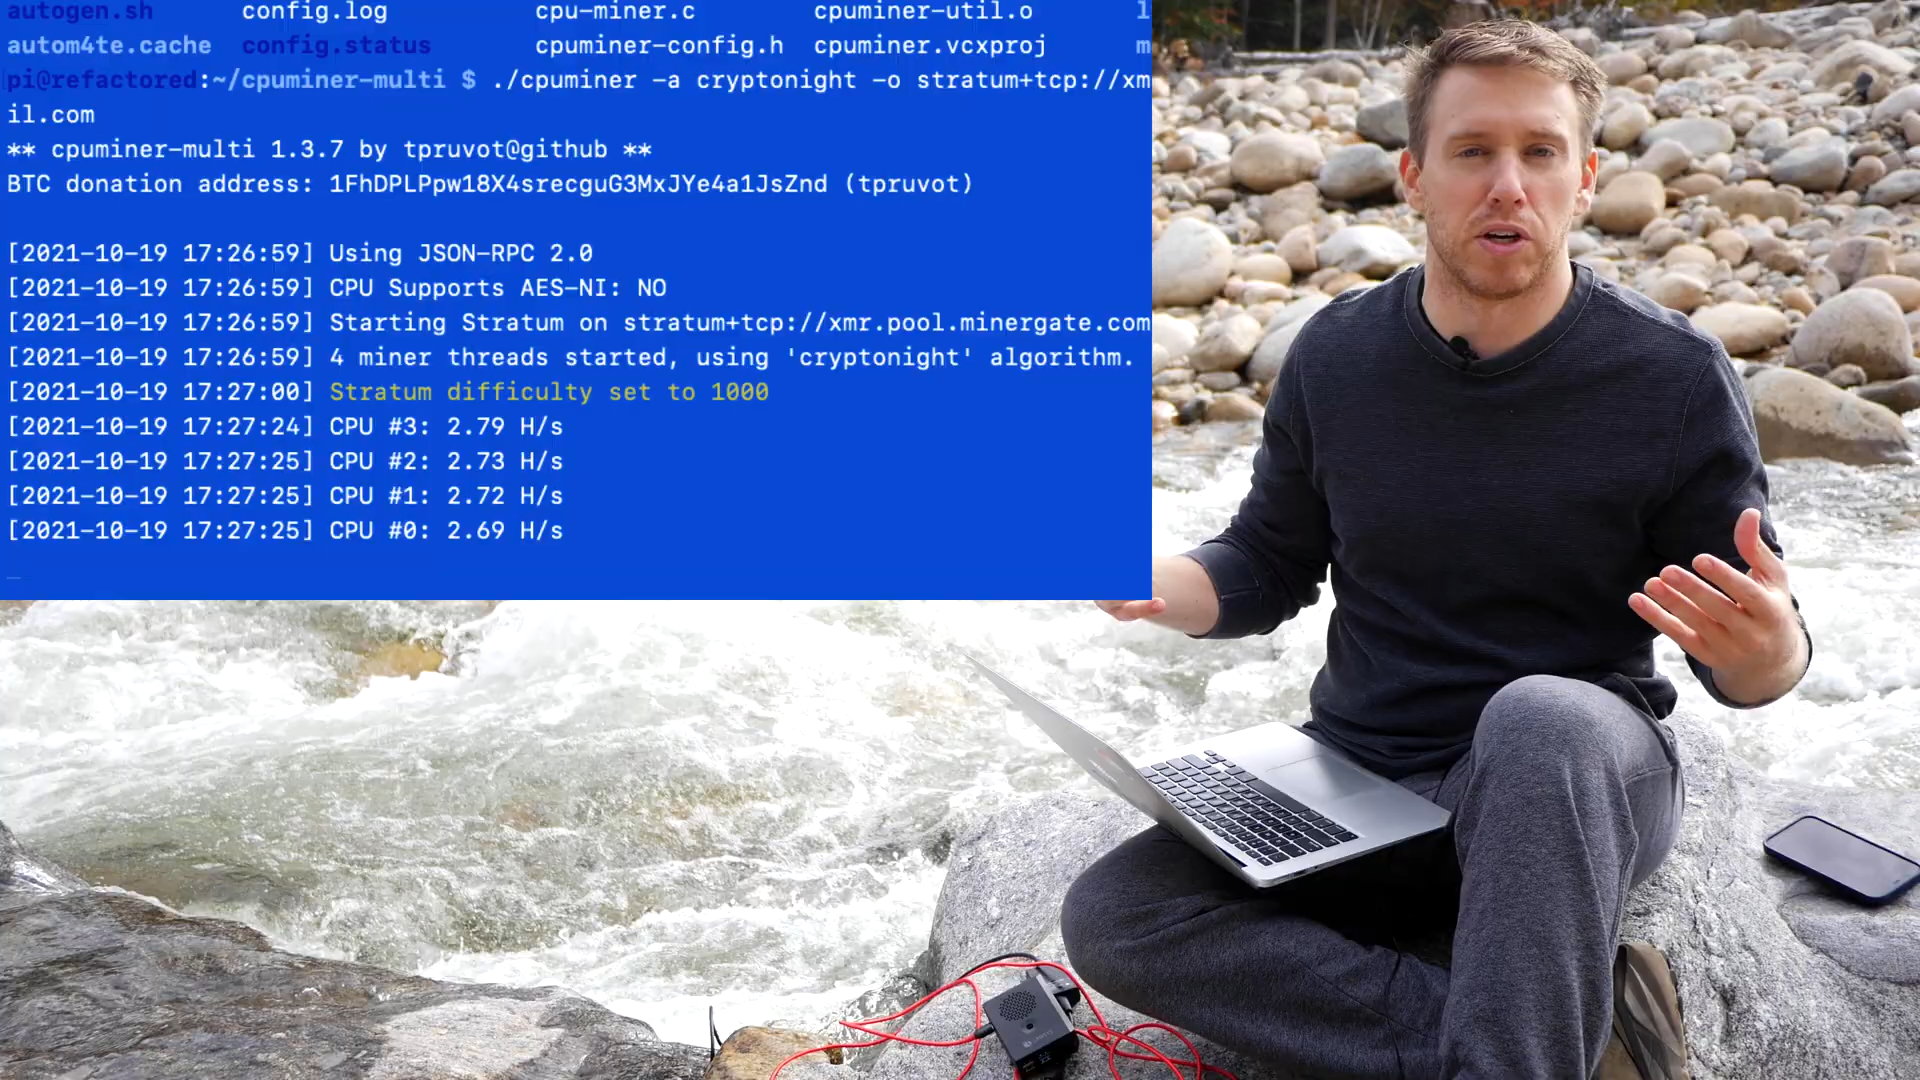 autogen.sh config.log cpu-miner.c cpuminer-util.o
autom4te.cache config.status cpuminer-config.h cpuminer.vcxproj
pi@refactored:~/cpuminer-multi $ ./cpuminer -a cryptonight -o stratum+tcp://xm
il.com
** cpuminer-multi 1.3.7 by tpruvot@github **
BTC donation address: 1FhDPLPpw18X4srecguG3MxJYe4a1JsZnd (tpruvot)
[2021-10-19 17:26:59] Using JSON-RPC 2.0
[2021-10-19 17:26:59] CPU Supports AES-NI: NO
[2021-10-19 17:26:59] Starting Stratum on stratum+tcp://xmr.pool.minergate.com
[2021-10-19 17:26:59] 4 miner threads started, using 'cryptonight' algorithm.
[2021-10-19 17:27:00] Stratum difficulty set to 1000
[2021-10-19 17:27:24] CPU #3: 2.79 H/s
[2021-10-19 17:27:25] CPU #2: 2.73 H/s
[2021-10-19 17:27:25] CPU #1: 2.72 H/s
[2021-10-19 17:27:25] CPU #0: 2.69 H/s